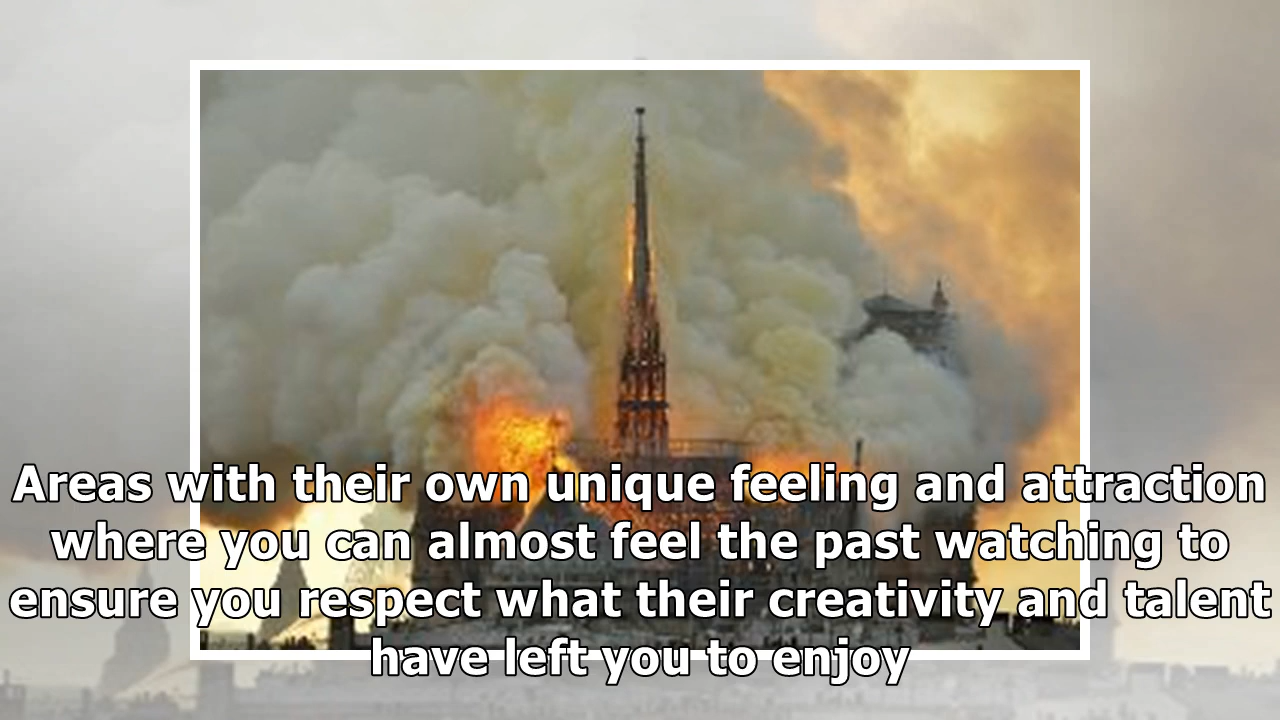 Areas with their own unique feeling and attraction
where you can almost feel the past watching to
ensure you respect what their creativity and talent
have left you to enjoy